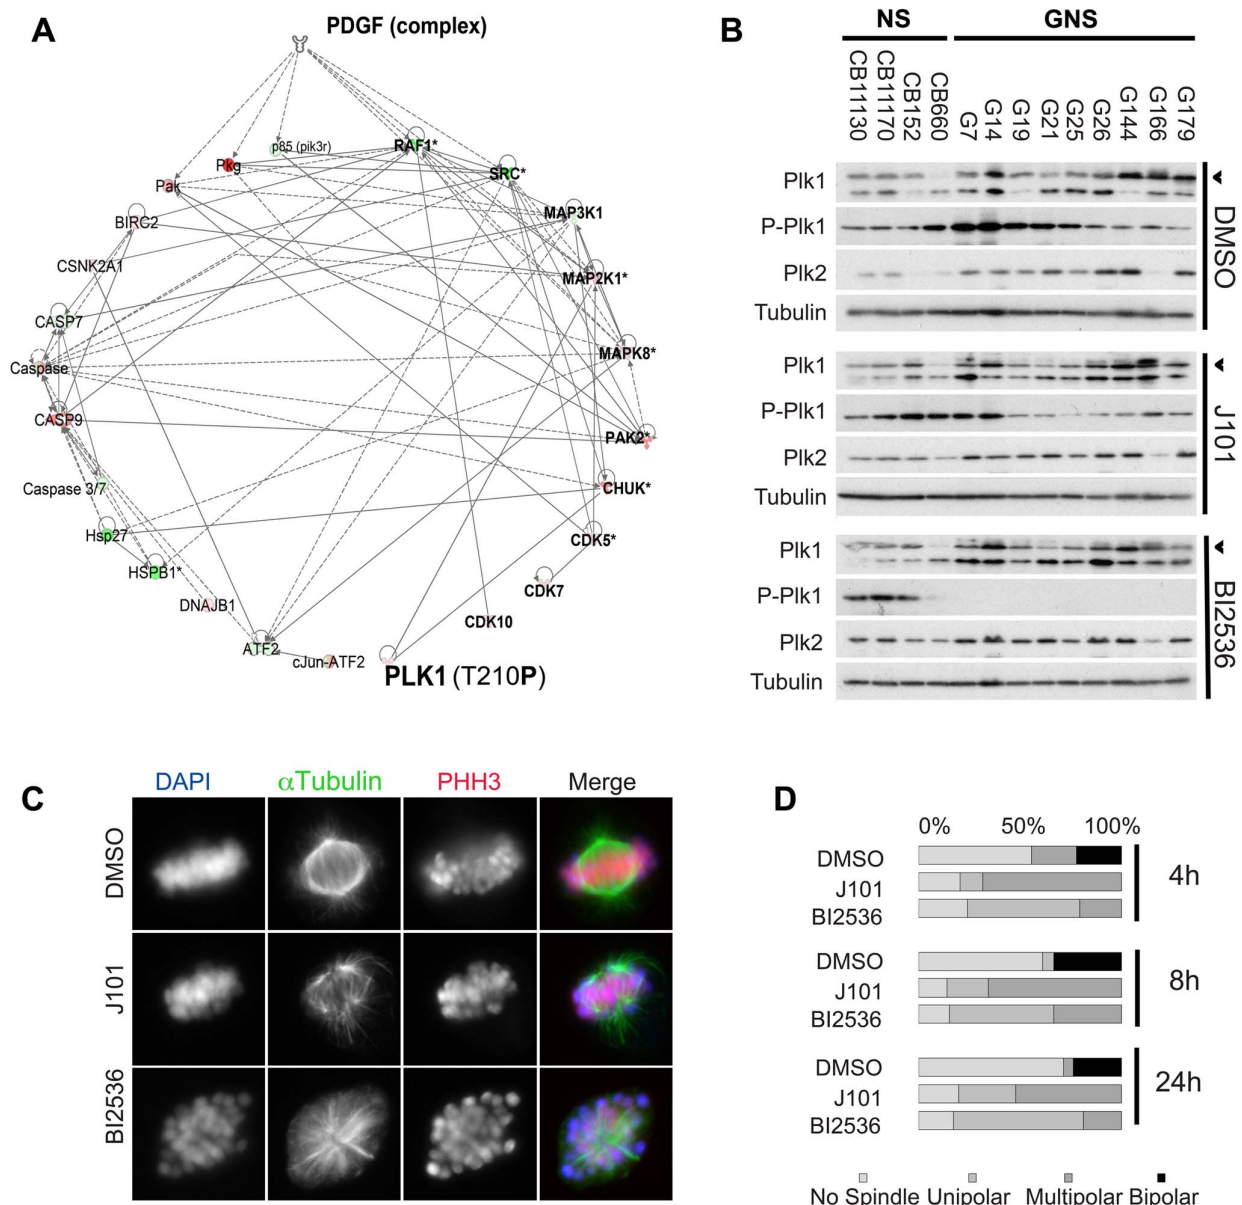 A
PDGF (complex)
p85 (pik3r)
RAF1*
Pkg
SRC*
Pak
MAP3K1
BIRC2
CSNK2A1
MAP2K1*
CASP7
MAPK8*
Caspase
CASP9
PAK2*
Caspase 3/7
CHUK*
Hsp27
CDK5*
HSPB1*
CDK7
DNAJB1
CDK10
ATF2
cJun-ATF2
PLK1 (T210P)
B
NS GNS
CB11130 CB11170 CB152 CB660 G7 G14 G19 G21 G25 G26 G144 G166 G179
Plk1
P-Plk1
Plk2
Tubulin
DMSO
Plk1
P-Plk1
Plk2
Tubulin
J101
Plk1
P-Plk1
Plk2
Tubulin
BI2536
C
DAPI αTubulin PHH3 Merge
DMSO
J101
BI2536
D
0% 50% 100%
DMSO
J101
BI2536
4h
DMSO
J101
BI2536
8h
DMSO
J101
BI2536
24h
No Spindle Unipolar Multipolar Bipolar